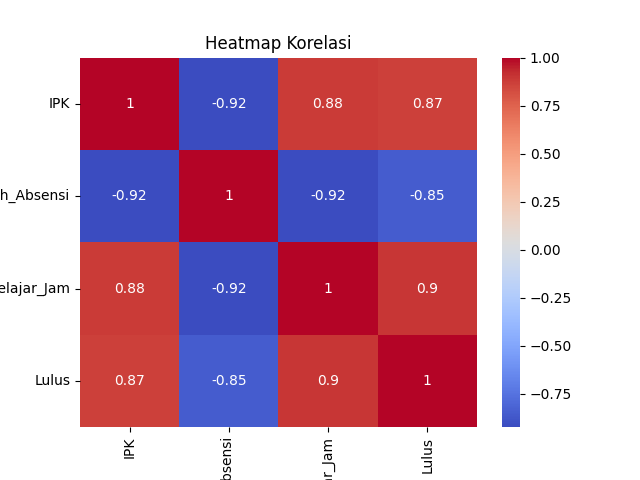 Heatmap Korelasi
IPK 1 -0.92 0.88 0.87
h_Absensi -0.92 1 -0.92 -0.85
elajar_Jam 0.88 -0.92 1 0.9
Lulus 0.87 -0.85 0.9 1
IPK
bsensi
r_Jam
Lulus
1.00
0.75
0.50
0.25
0.00
−0.25
−0.50
−0.75